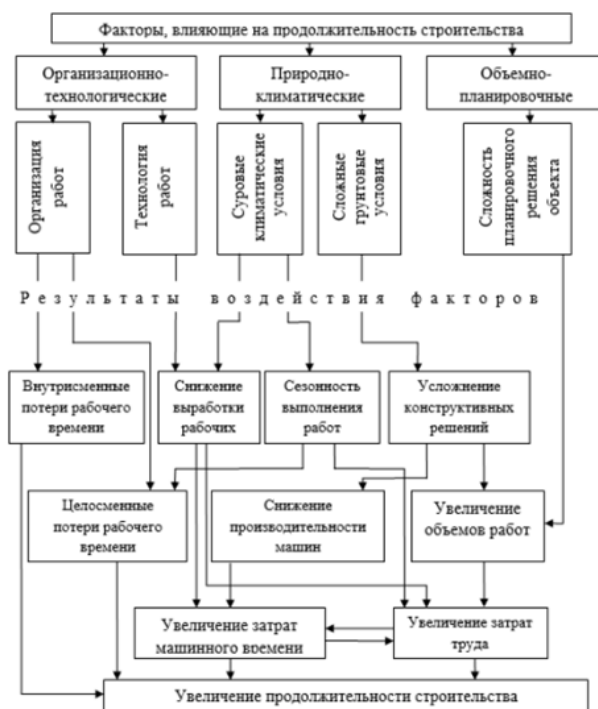 Факторы, влияющие на продолжительность строительства
Организационно-
технологические
Природно-
климатические
Объемно-
планировочные
Организация
работ
Технология
работ
Суровые
климатические
условия
Сложные
грунтовые
условия
Сложность
планировочного
решения
объекта
Результаты воздействия факторов
Внутрисменные
потери рабочего
времени
Снижение
выработки
рабочих
Сезонность
выполнения
работ
Усложнение
конструктивных
решений
Целосменные
потери рабочего
времени
Снижение
производительности
машин
Увеличение
объемов работ
Увеличение затрат
машинного времени
Увеличение затрат
труда
Увеличение продолжительности строительства